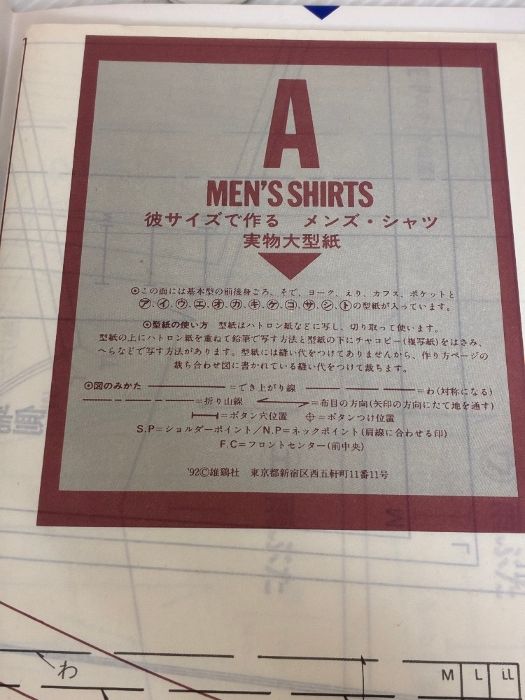 A
MEN'S SHIRTS
彼サイズで作る　メンズ・シャツ
実物大型紙
⊙この面には基本型の前後身ごろ、そで、ヨーク、えり、カフス、ポケットと
㋐.㋑.㋒.㋓.㋔.㋕.㋖.㋘.㋙.㋚.㋛.㋣の型紙が入っています。
⊙型紙の使い方　型紙はハトロン紙などに写し、切り取って使います。
型紙の上にハトロン紙を重ねて鉛筆で写す方法と型紙の下にチャコピー(複写紙)をはさみ、
へらなどで写す方法があります。型紙には縫い代をつけてありませんから、作り方ページの
裁ち合わせ図に書かれている縫い代をつけて裁ちます。
⊙図のみかた ＝でき上がり線 ＝わ(対称になる)
＝折り山線 ＝布目の方向(矢印の方向にたて地を通す)
＝ボタン穴位置 ＝ボタンつけ位置
S.P＝ショルダーポイント／N.P＝ネックポイント(肩線に合わせる印)
F.C＝フロントセンター(前中央)
'92©雄鶏社　東京都新宿区西五軒町11番11号
わ
M L LL